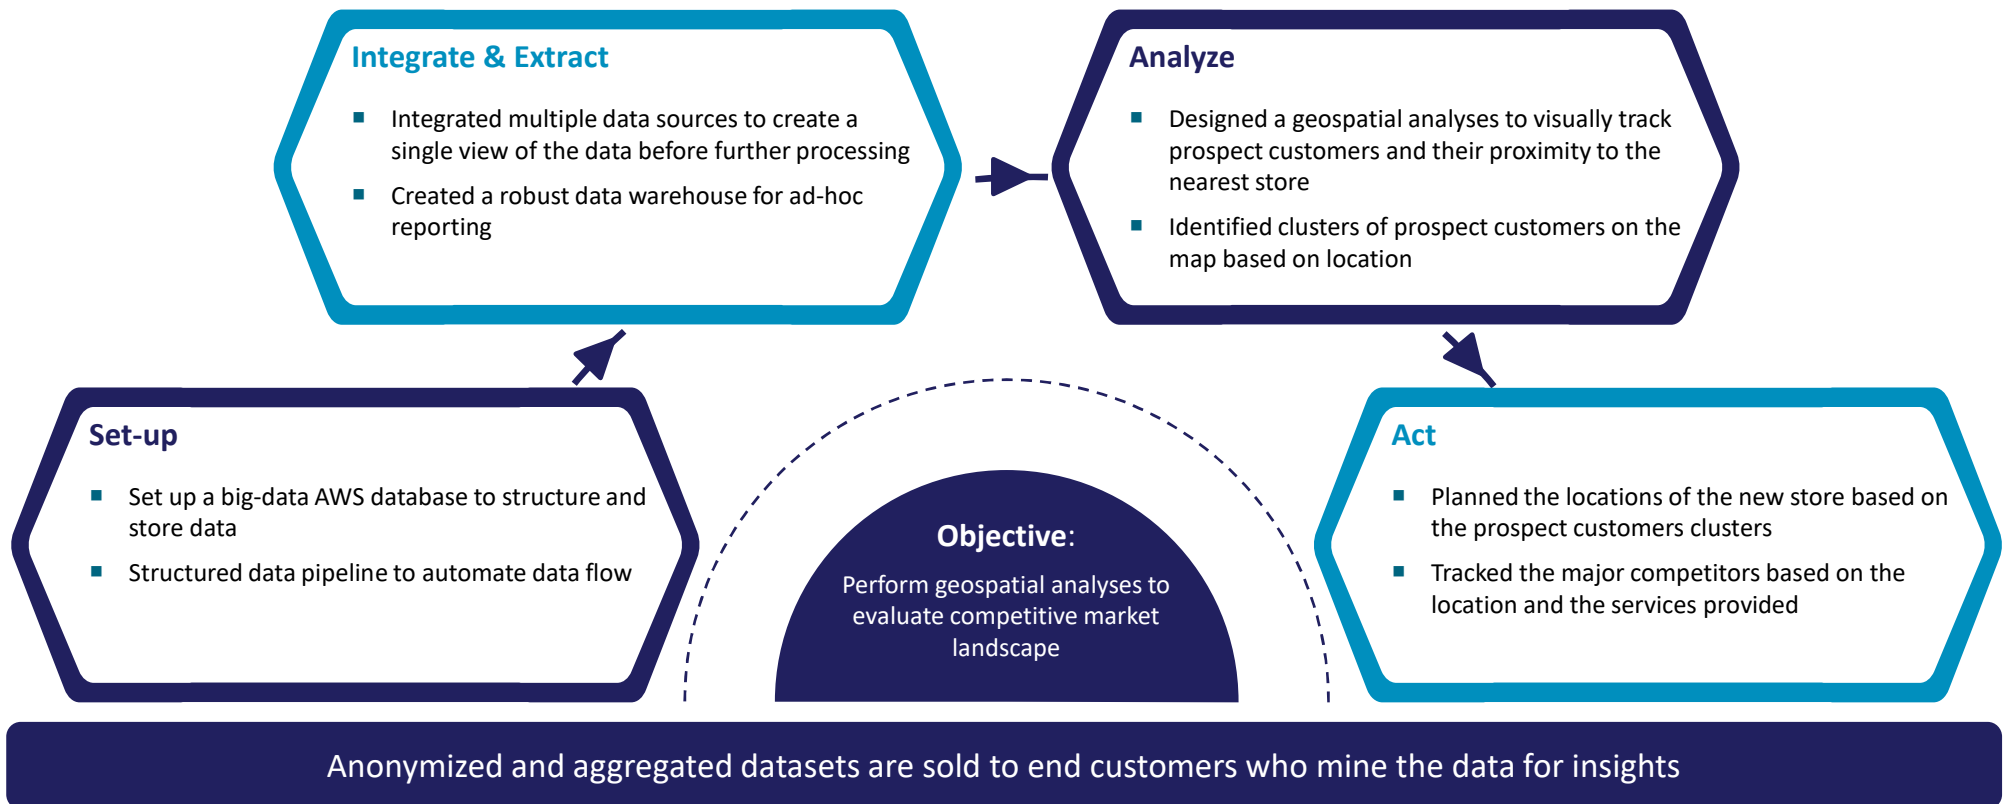 Integrate & Extract
▪ Integrated multiple data sources to create a
single view of the data before further processing
▪ Created a robust data warehouse for ad-hoc
reporting
Analyze
▪ Designed a geospatial analyses to visually track
prospect customers and their proximity to the
nearest store
▪ Identified clusters of prospect customers on the
map based on location
Set-up
▪ Set up a big-data AWS database to structure and
store data
▪ Structured data pipeline to automate data flow
Objective:
Perform geospatial analyses to
evaluate competitive market
landscape
Act
▪ Planned the locations of the new store based on
the prospect customers clusters
▪ Tracked the major competitors based on the
location and the services provided
Anonymized and aggregated datasets are sold to end customers who mine the data for insights